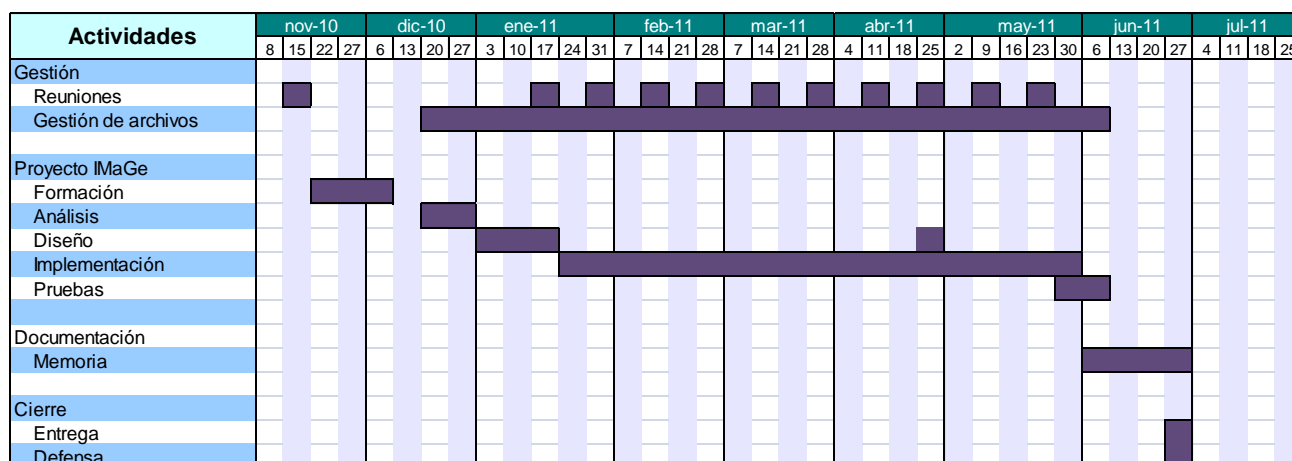 Actividades
nov-10 dic-10 ene-11 feb-11 mar-11 abr-11 may-11 jun-11 jul-11
8 15 22 27 6 13 20 27 3 10 17 24 31 7 14 21 28 7 14 21 28 4 11 18 25 2 9 16 23 30 6 13 20 27 4 11 18 25
Gestión
Reuniones
Gestión de archivos
Proyecto IMaGe
Formación
Análisis
Diseño
Implementación
Pruebas
Documentación
Memoria
Cierre
Entrega
Defensa